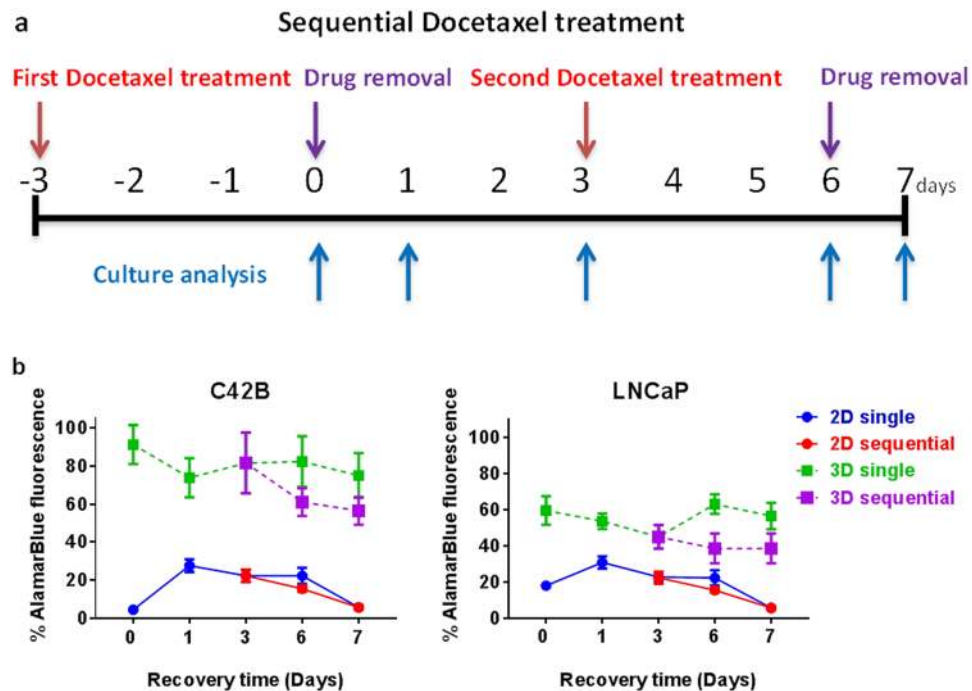 a
Sequential Docetaxel treatment
First Docetaxel treatment Drug removal Second Docetaxel treatment Drug removal
-3 -2 -1 0 1 2 3 4 5 6 7 days
Culture analysis
b
C42B
% AlamarBlue fluorescence
100
80
60
40
20
0
0 1 3 6 7
Recovery time (Days)
LNCaP
% AlamarBlue fluorescence
100
80
60
40
20
0
0 1 3 6 7
Recovery time (Days)
2D single
2D sequential
3D single
3D sequential